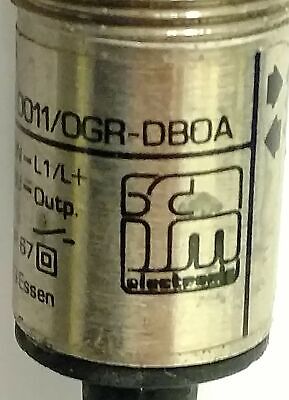 0011/OGR-DBOA
L1/L+
Outp.
67
Essen
ifm
electronic